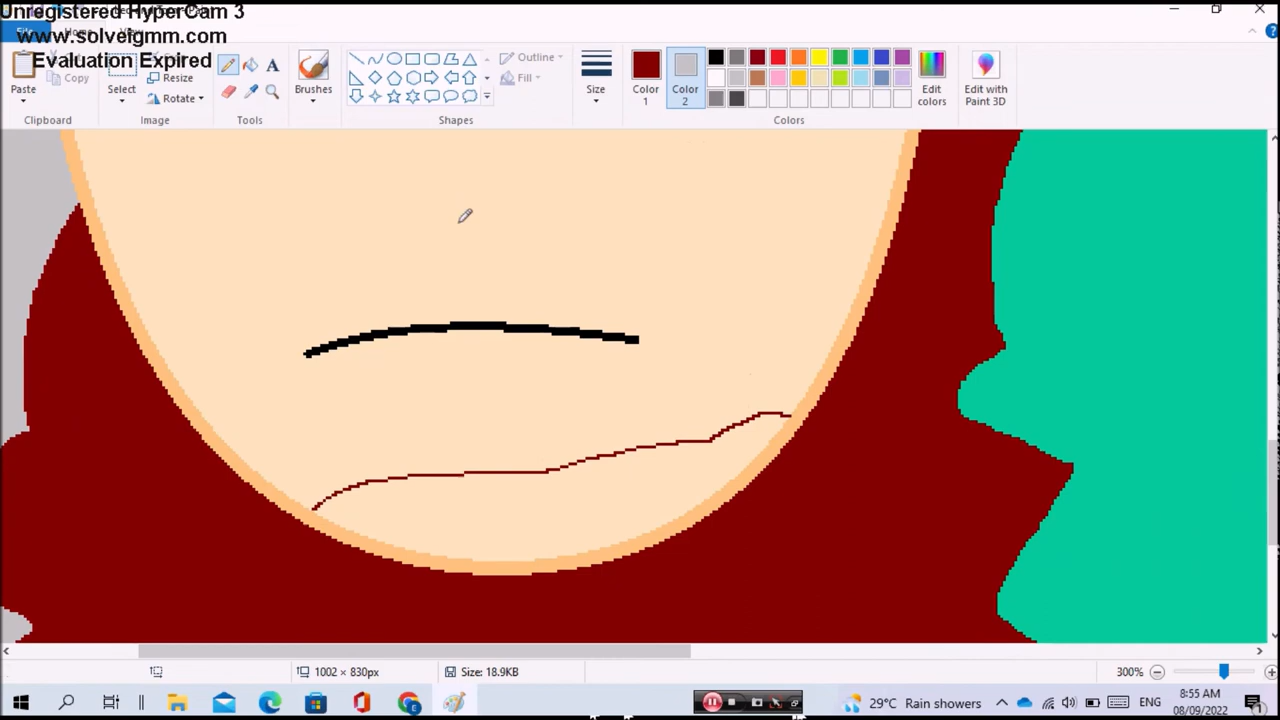 Unregistered HyperCam 3
www.solveigmm.com
Evaluation Expired
Paste
Copy
Clipboard
Select
Resize
Rotate
Image
Tools
Brushes
Outline
Fill
Shapes
Size
Color 1
Color 2
Edit colors
Colors
Edit with Paint 3D
1002 × 830px
Size: 18.9KB
300%
29°C Rain showers
ENG
8:55 AM
08/09/2022